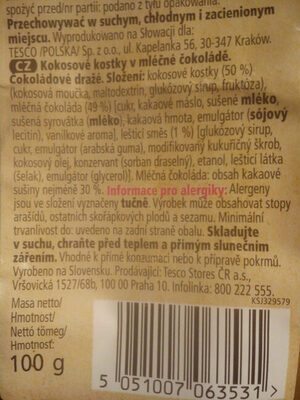 spożyć przed/nr partii: podano z tyłu opakowania.
Przechowywać w suchym, chłodnym i zacienionym
miejscu. Wyprodukowano na Słowacji dla:
TESCO /POLSKA/ Sp. z o.o., ul. Kapelanka 56, 30-347 Kraków.
CZ Kokosové kostky v mléčné čokoládě.
Čokoládové dražé. Složení: kokosové kostky (50 %)
(kokosová moučka, maltodextrin, glukózový sirup, fruktóza),
mléčná čokoláda (49 %) [cukr, kakaové máslo, sušené mléko,
sušená syrovátka (mléko), kakaová hmota, emulgátor (sójový
lecitin), vanilkové aroma], leštící směs (1 %) [glukózový sirup,
cukr, emulgátor (arabská guma), modifikovaný kukuřičný škrob,
kokosový olej, konzervant (sorban draselný), etanol, leštící látka
(šelak), emulgátor (glycerol)]. Mléčná čokoláda: obsah kakaové
sušiny nejméně 30 %. Informace pro alergiky: Alergeny
jsou ve složení vyznačeny tučně. Výrobek může obsahovat stopy
arašídů, ostatních skořápkových plodů a sezamu. Minimální
trvanlivost do: uvedeno na zadní straně obalu. Skladujte
v suchu, chraňte před teplem a přímým slunečním
zářením. Vhodné k přímé konzumaci nebo k přípravě pokrmů.
Vyrobeno na Slovensku. Prodávající: Tesco Stores ČR a.s.,
Vršovická 1527/68b, 100 00 Praha 10. Infolinka: 800 222 555.
KSJ329579
Masa netto/
Hmotnost/
Nettó tömeg/
Hmotnosť:
100 g
5 051007 063531 >